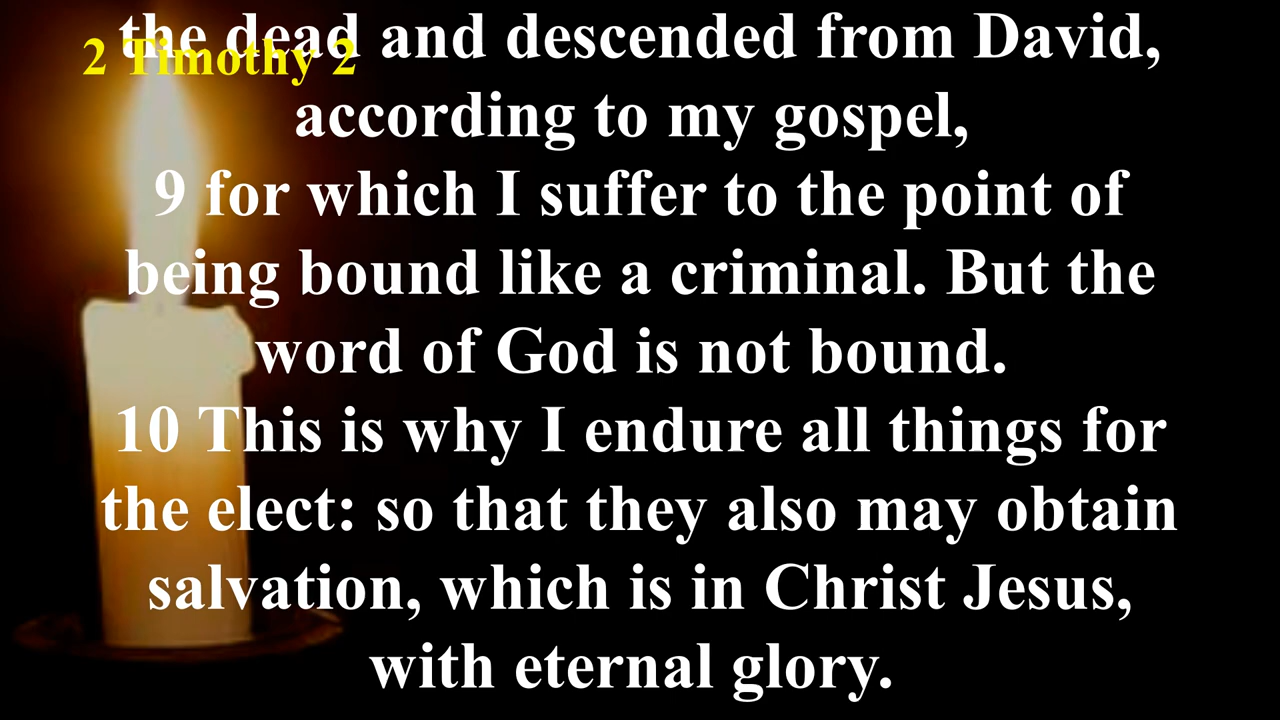 the dead and descended from David,
2 Timothy 2
according to my gospel,
9 for which I suffer to the point of
being bound like a criminal. But the
word of God is not bound.
10 This is why I endure all things for
the elect: so that they also may obtain
salvation, which is in Christ Jesus,
with eternal glory.